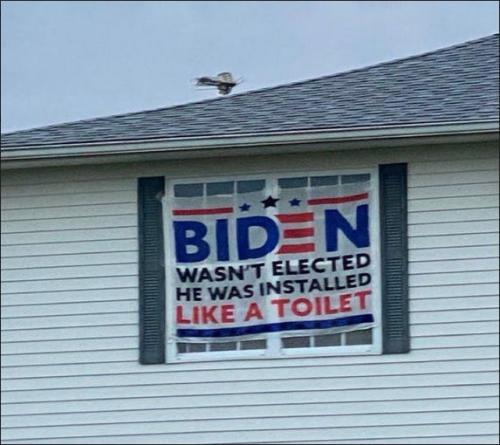 BIDEN
WASN'T ELECTED
HE WAS INSTALLED
LIKE A TOILET